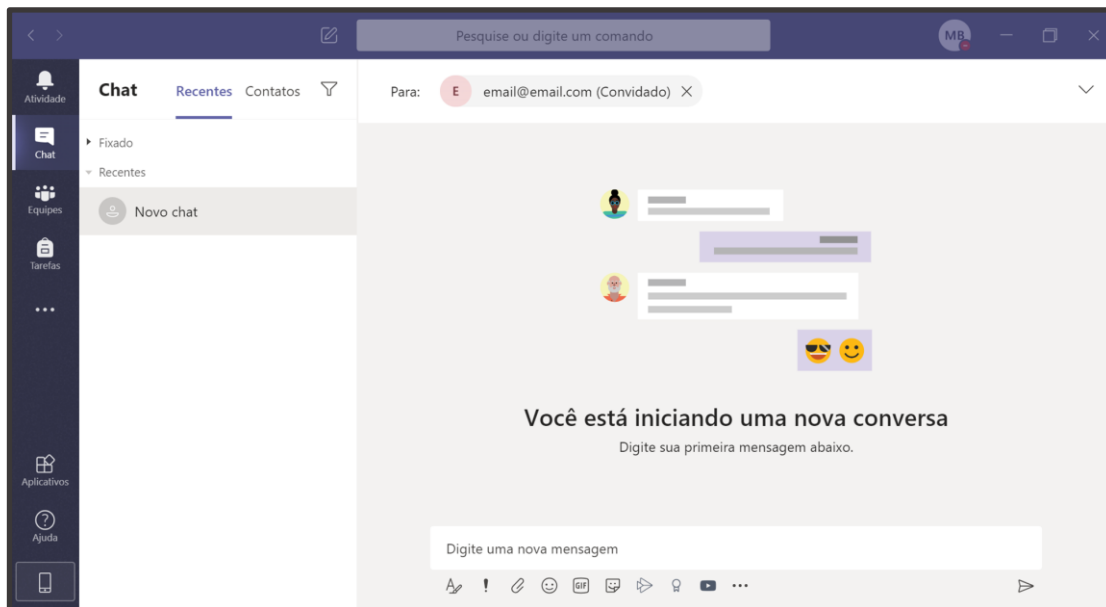 Pesquise ou digite um comando
MB
Atividade
Chat
Equipes
Tarefas
Aplicativos
Ajuda
Chat
Recentes
Contatos
Fixado
Recentes
Novo chat
Para:
E
email@email.com (Convidado)
Você está iniciando uma nova conversa
Digite sua primeira mensagem abaixo.
Digite uma nova mensagem
GIF